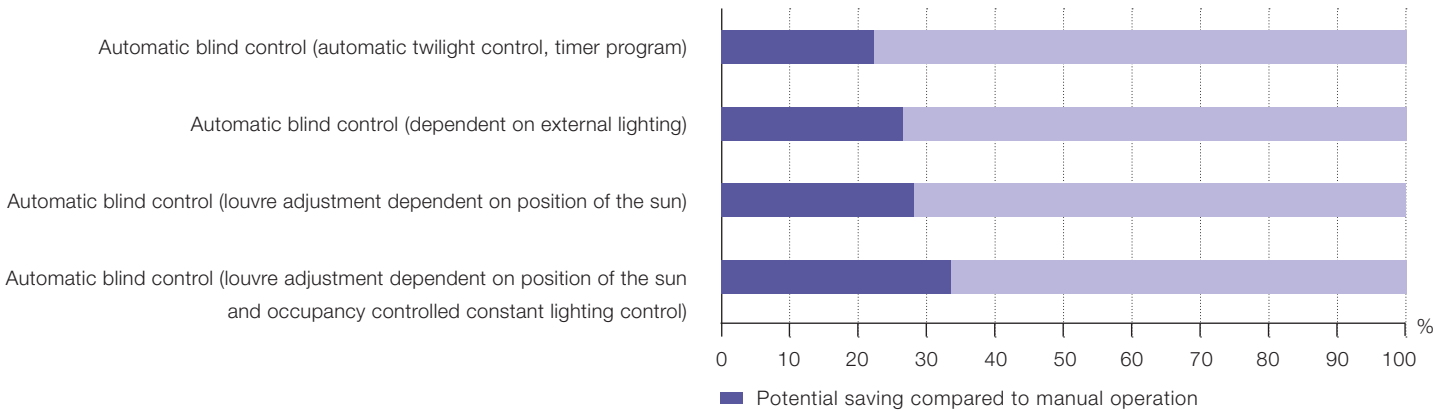 Automatic blind control (automatic twilight control, timer program)
Automatic blind control (dependent on external lighting)
Automatic blind control (louvre adjustment dependent on position of the sun)
Automatic blind control (louvre adjustment dependent on position of the sun
and occupancy controlled constant lighting control)
%
0 10 20 30 40 50 60 70 80 90 100
Potential saving compared to manual operation